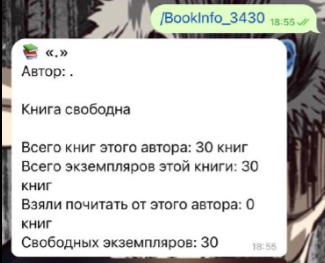 /BookInfo_3430 18:55
📚 «.»
Автор: .
Книга свободна
Всего книг этого автора: 30 книг
Всего экземпляров этой книги: 30
книг
Взяли почитать от этого автора: 0
книг
Свободных экземпляров: 30 18:55